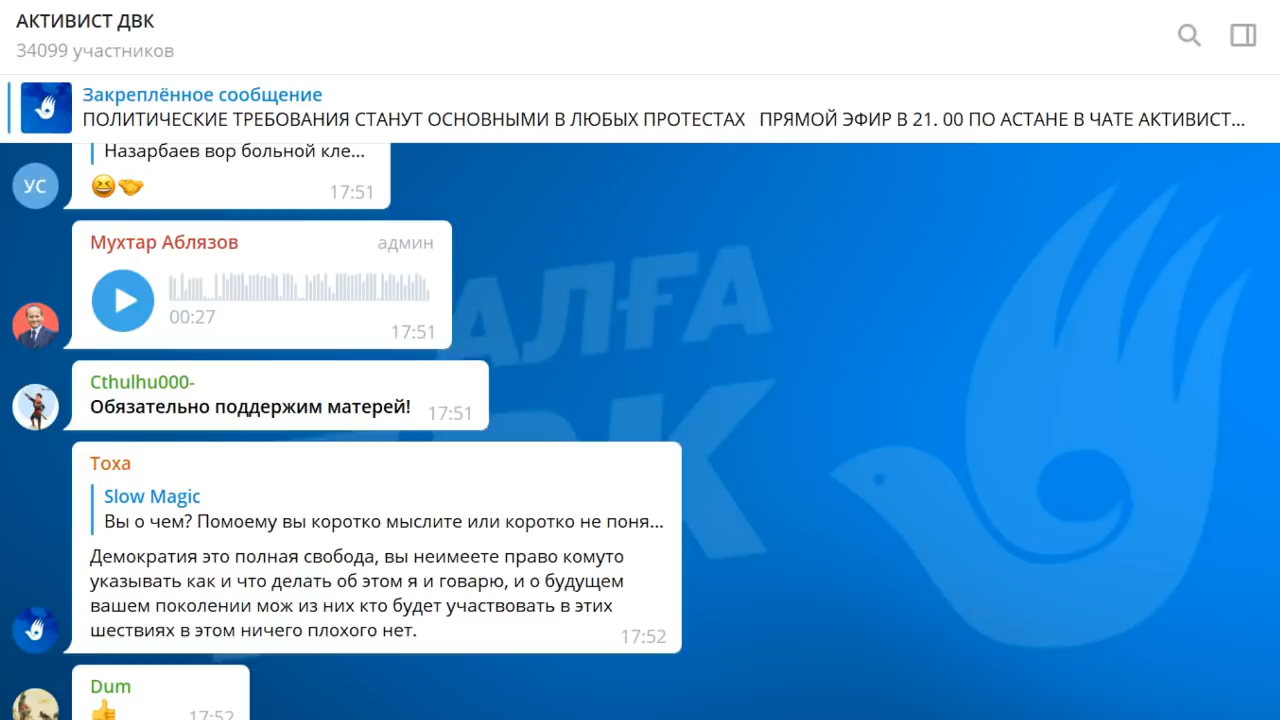 АКТИВИСТ ДВК
34099 участников
Закреплённое сообщение
ПОЛИТИЧЕСКИЕ ТРЕБОВАНИЯ СТАНУТ ОСНОВНЫМИ В ЛЮБЫХ ПРОТЕСТАХ ПРЯМОЙ ЭФИР В 21. 00 ПО АСТАНЕ В ЧАТЕ АКТИВИСТ...
Назарбаев вор больной кле...
УС
😆🤝
17:51
Мухтар Аблязов
админ
00:27
17:51
Cthulhu000-
Обязательно поддержим матерей!
17:51
Тоха
Slow Magic
Вы о чем? Помоему вы коротко мыслите или коротко не поня...
Демократия это полная свобода, вы неимеете право комуто
указывать как и что делать об этом я и говарю, и о будущем
вашем поколении мож из них кто будет участвовать в этих
шествиях в этом ничего плохого нет.
17:52
Dum
👍
17:52
АЛҒА